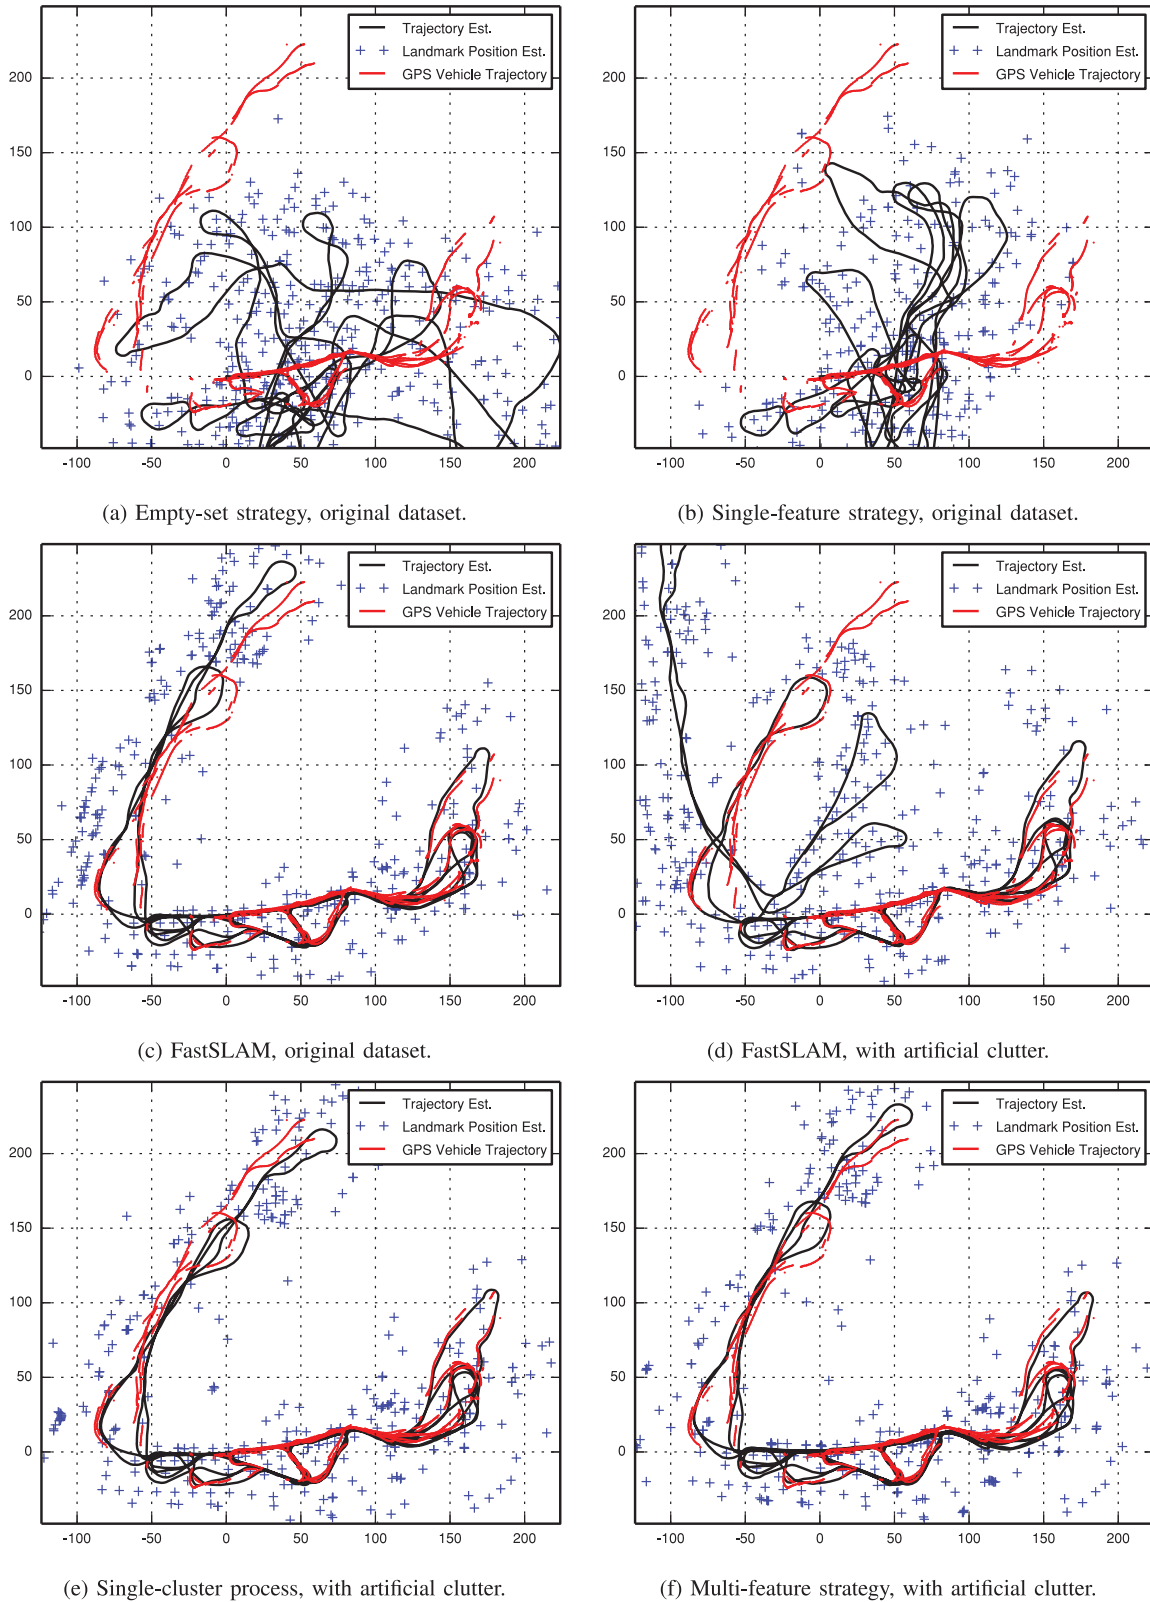 Trajectory Est.
Landmark Position Est.
GPS Vehicle Trajectory
200
150
100
50
0
-100 -50 0 50 100 150 200
(a) Empty-set strategy, original dataset.
Trajectory Est.
Landmark Position Est.
GPS Vehicle Trajectory
200
150
100
50
0
-100 -50 0 50 100 150 200
(b) Single-feature strategy, original dataset.
Trajectory Est.
Landmark Position Est.
GPS Vehicle Trajectory
200
150
100
50
0
-100 -50 0 50 100 150 200
(c) FastSLAM, original dataset.
Trajectory Est.
Landmark Position Est.
GPS Vehicle Trajectory
200
150
100
50
0
-100 -50 0 50 100 150 200
(d) FastSLAM, with artificial clutter.
Trajectory Est.
Landmark Position Est.
GPS Vehicle Trajectory
200
150
100
50
0
-100 -50 0 50 100 150 200
(e) Single-cluster process, with artificial clutter.
Trajectory Est.
Landmark Position Est.
GPS Vehicle Trajectory
200
150
100
50
0
-100 -50 0 50 100 150 200
(f) Multi-feature strategy, with artificial clutter.